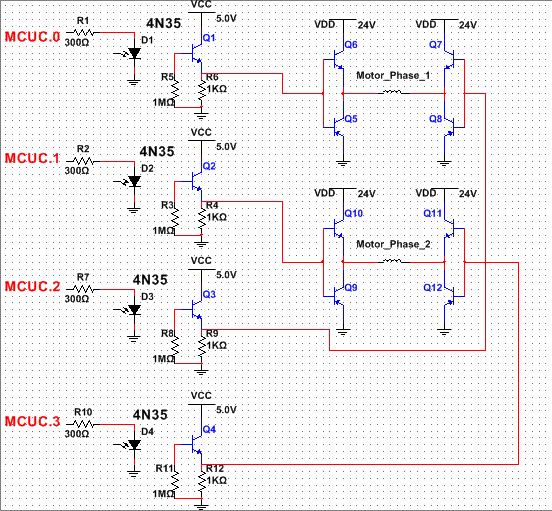 VCC
5.0V
R1
4N35
MCUC.0
300Ω
D1
Q1
R5
R6
1MΩ
1KΩ
VDD
24V
VDD
24V
Q6
Q7
Motor_Phase_1
Q5
Q8
VCC
5.0V
4N35
MCUC.1
R2
300Ω
D2
Q2
R3
R4
1MΩ
1KΩ
VDD
24V
VDD
24V
Q10
Q11
Motor_Phase_2
Q9
Q12
VCC
5.0V
4N35
MCUC.2
R7
300Ω
D3
Q3
R8
R9
1MΩ
1KΩ
VCC
5.0V
4N35
MCUC.3
R10
300Ω
D4
Q4
R11
R12
1MΩ
1KΩ